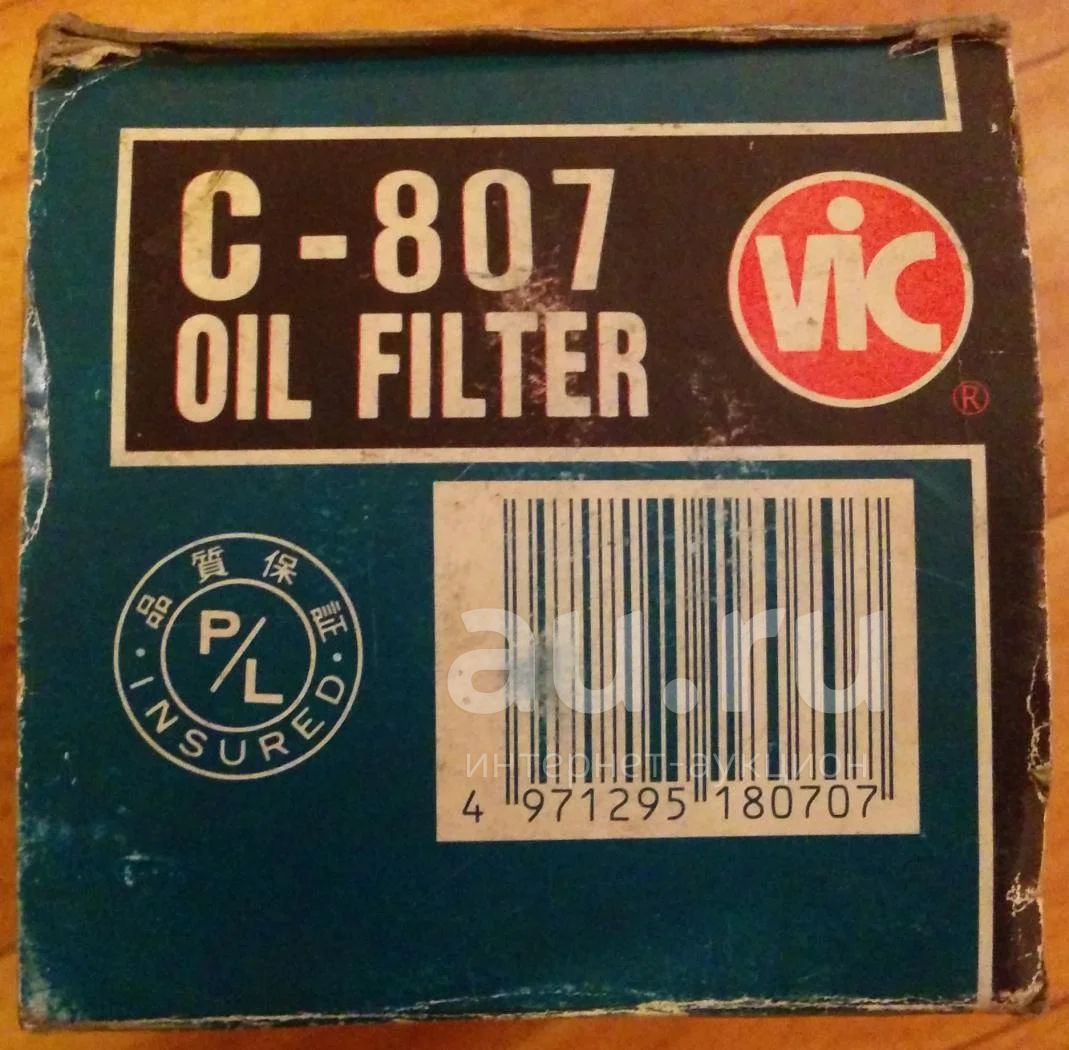 C-807
OIL FILTER
ViC
®
品質保証
P/L
· INSURED ·
au.ru
интернет-аукцион
4 971295 180707